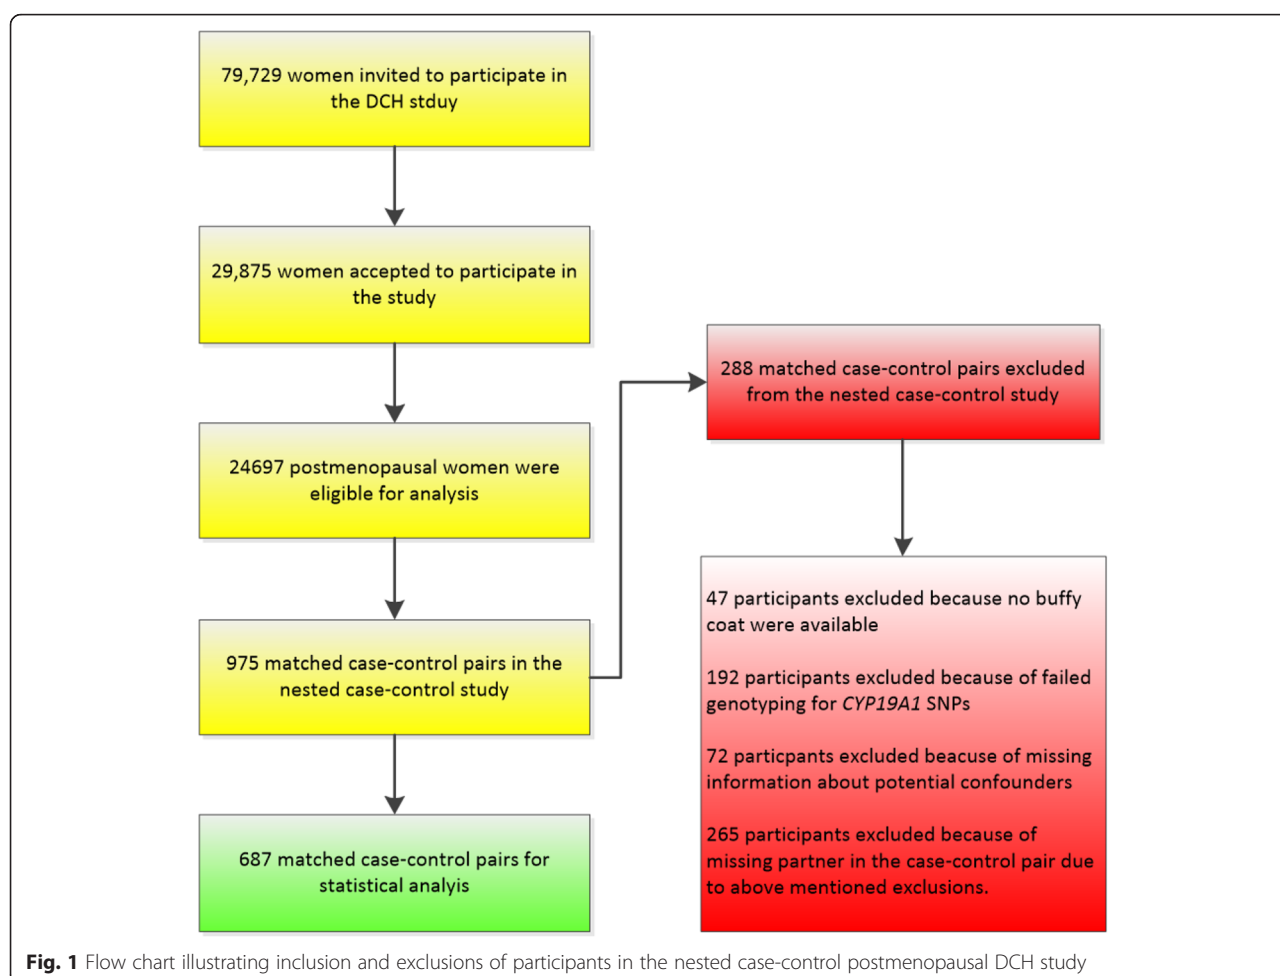 79,729 women invited to participate in
the DCH stduy
29,875 women accepted to participate in
the study
24697 postmenopausal women were
eligible for analysis
975 matched case-control pairs in the
nested case-control study
687 matched case-control pairs for
statistical analyis
288 matched case-control pairs excluded
from the nested case-control study
47 participants excluded because no buffy
coat were available
192 participants excluded because of failed
genotyping for CYP19A1 SNPs
72 particpants excluded beacuse of missing
information about potential confounders
265 participants excluded because of
missing partner in the case-control pair due
to above mentioned exclusions.
Fig. 1 Flow chart illustrating inclusion and exclusions of participants in the nested case-control postmenopausal DCH study